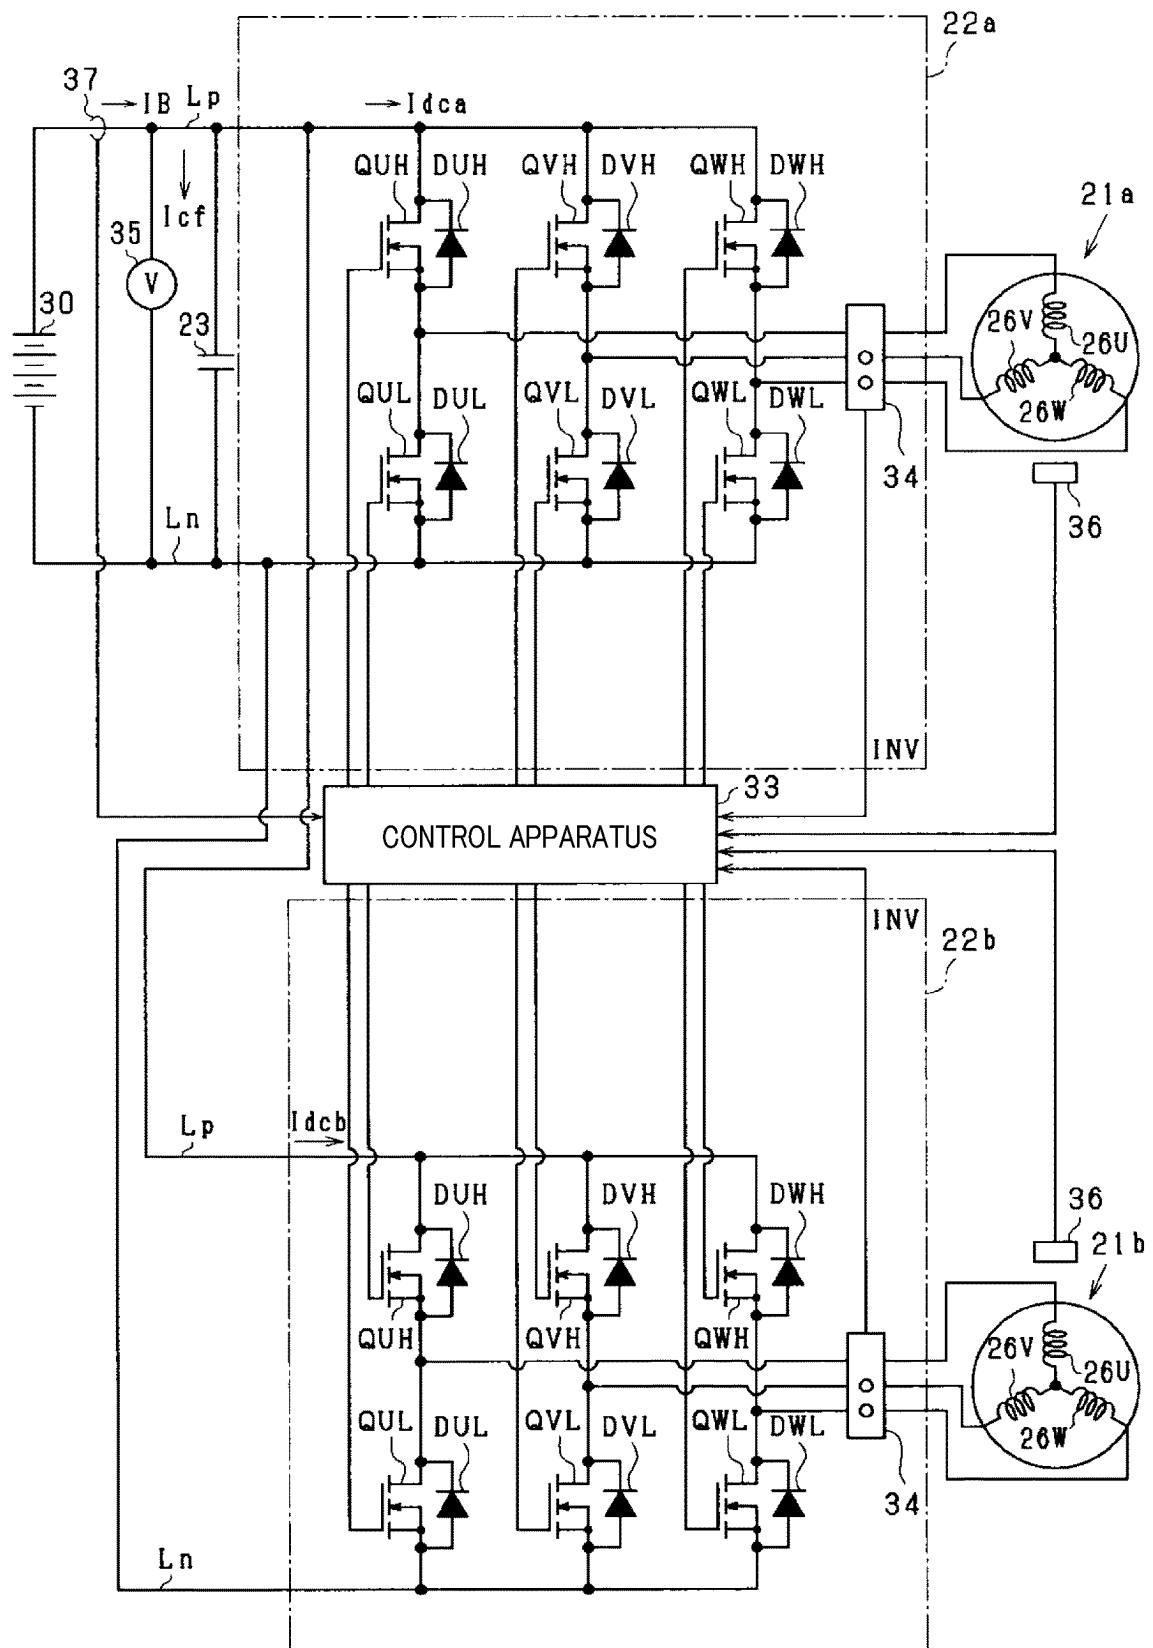 22a
37
IB
Lp
Idca
QUH
DUH
QVH
DVH
QWH
DWH
21a
Icf
35
V
30
23
26V
26U
26W
QUL
DUL
QVL
DVL
QWL
DWL
34
36
Ln
INV
33
CONTROL APPARATUS
INV
22b
Lp
Idcb
DUH
DVH
DWH
36
21b
QUH
QVH
QWH
26V
26U
26W
QUL
DUL
QVL
DVL
QWL
DWL
34
Ln